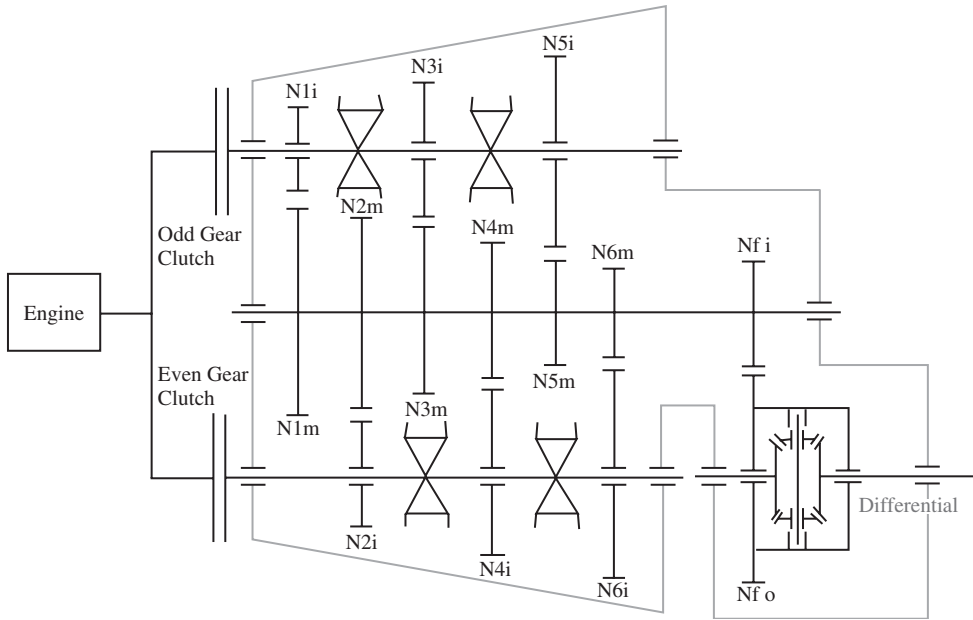 N5i
N3i
N1i
N2m
N4m
Odd Gear
Clutch
N6m
Nf i
Engine
Even Gear
Clutch
N5m
N3m
N1m
Differential
N2i
N4i
N6i
Nf o